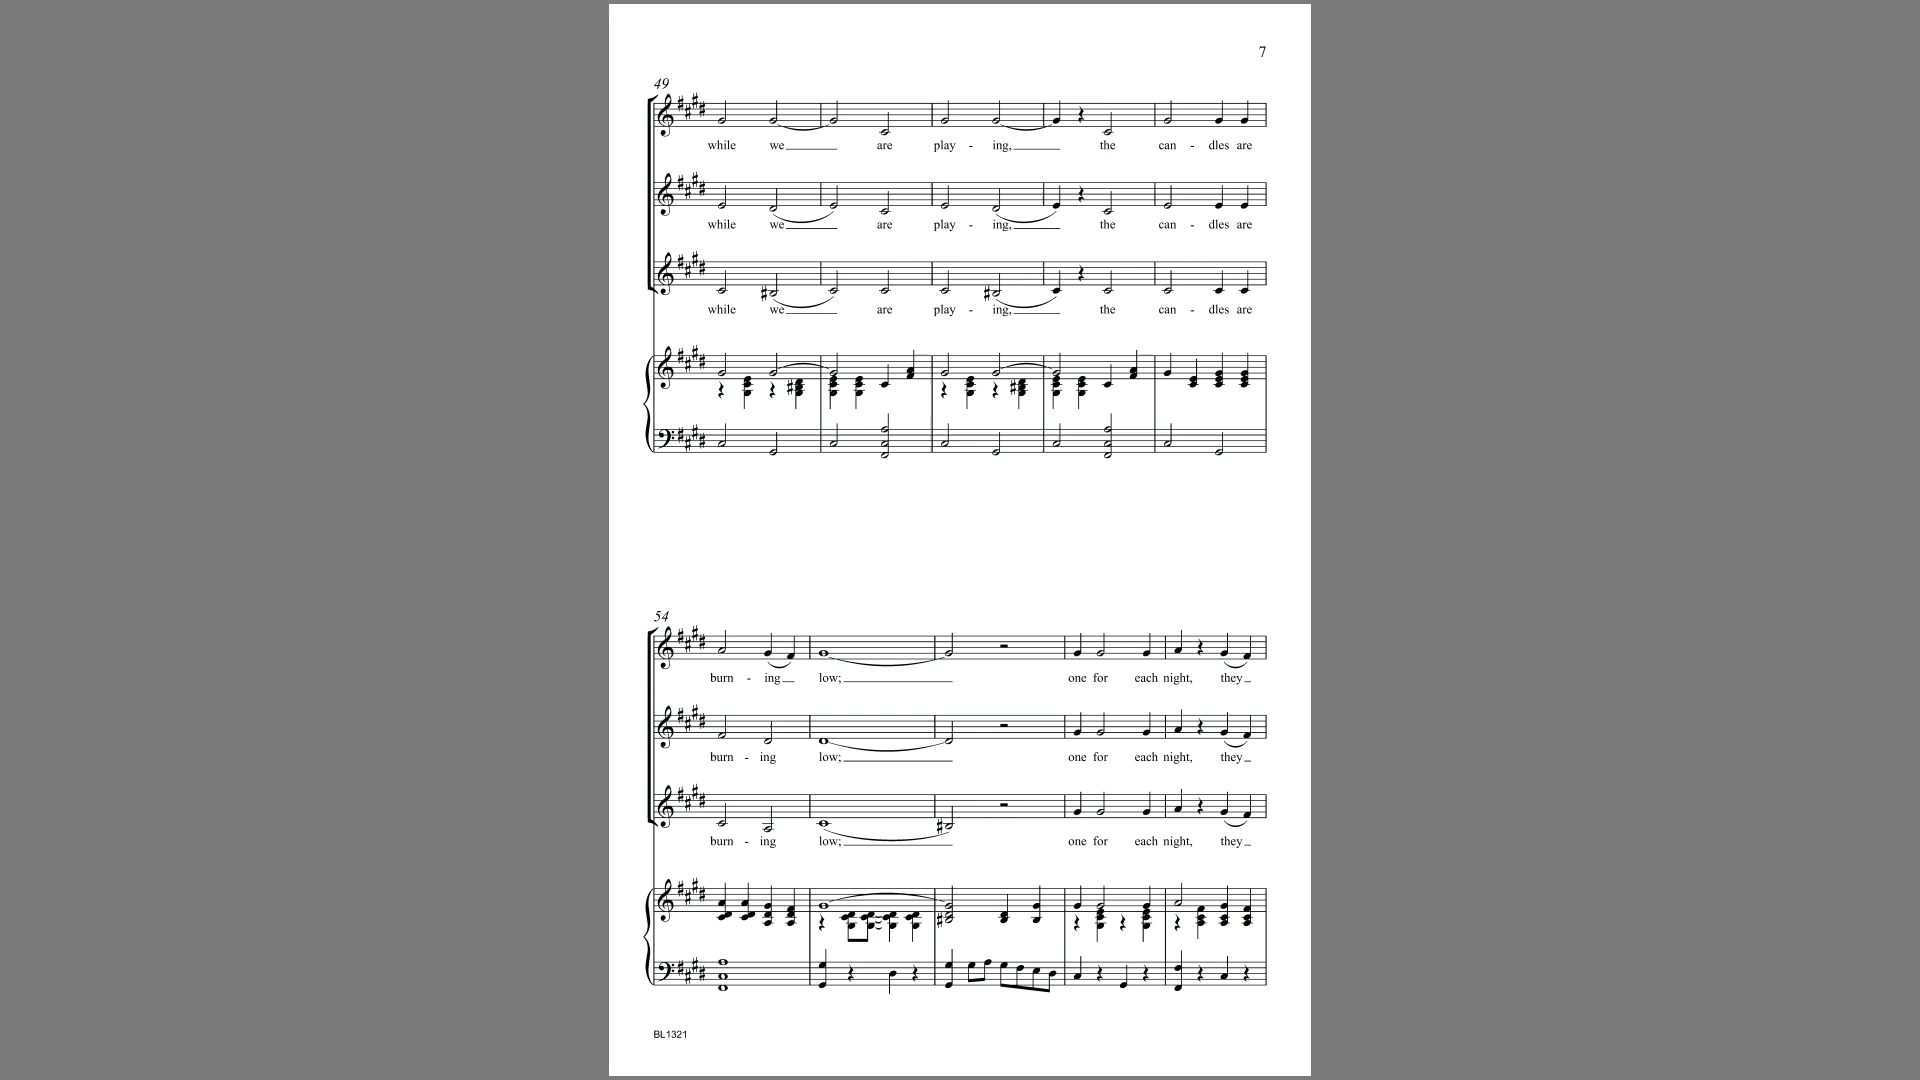 7
49
while we are play - ing, the can - dles are
while we are play - ing, the can - dles are
while we are play - ing, the can - dles are
54
burn - ing low; one for each night, they
burn - ing low; one for each night, they
burn - ing low; one for each night, they
BL1321